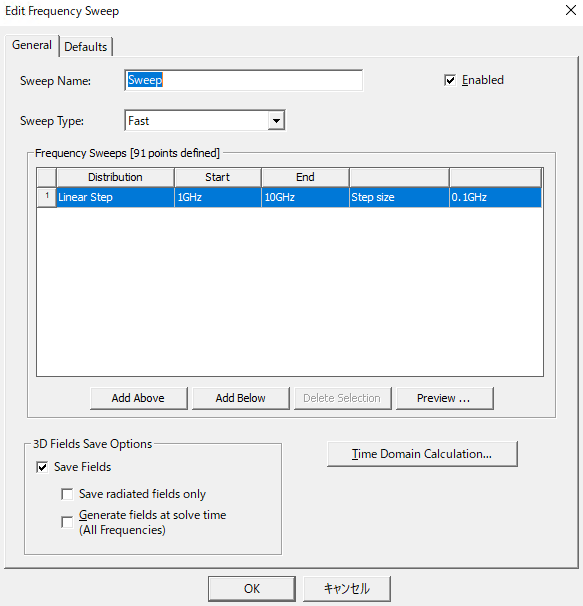 Edit Frequency Sweep
General Defaults
Sweep Name: Sweep Enabled
Sweep Type: Fast
Frequency Sweeps [91 points defined]
Distribution Start End
1 Linear Step 1GHz 10GHz Step size 0.1GHz
Add Above Add Below Delete Selection Preview ...
3D Fields Save Options
Save Fields Time Domain Calculation...
Save radiated fields only
Generate fields at solve time
(All Frequencies)
OK キャンセル